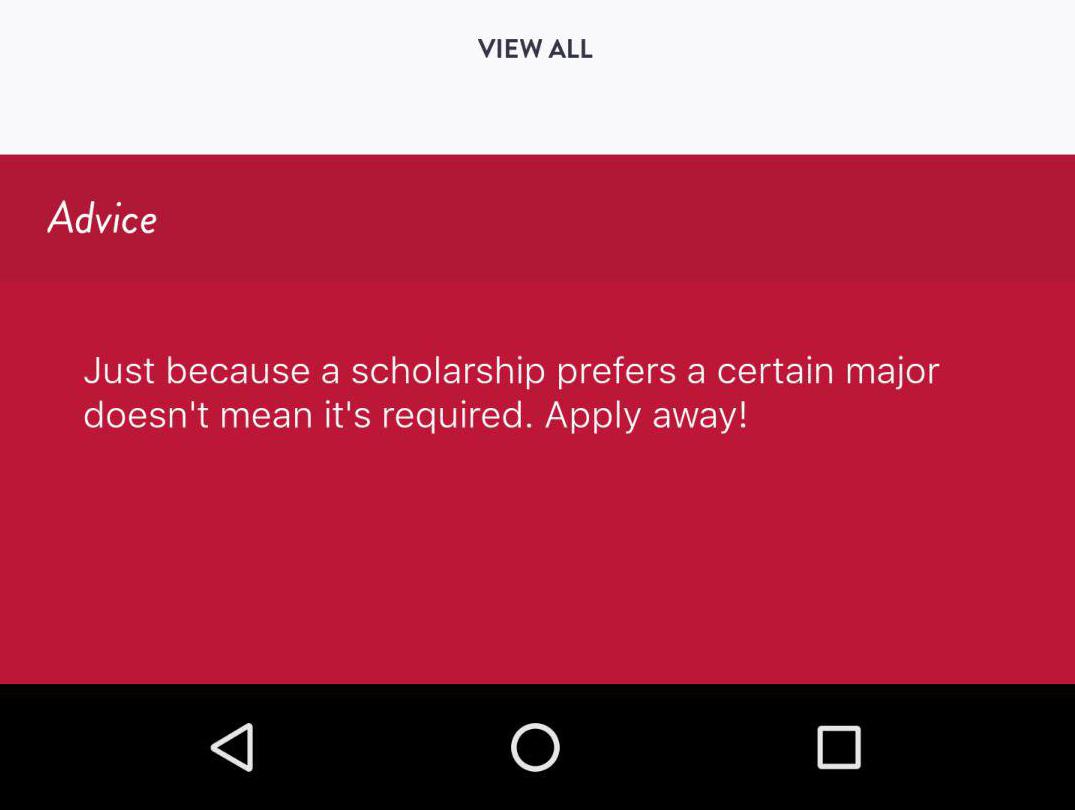 VIEW ALL
Advice
Just because a scholarship prefers a certain major
doesn't mean it's required. Apply away!